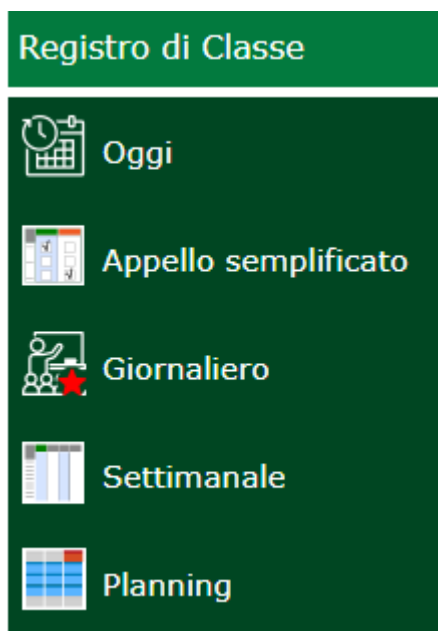 Registro di Classe
Oggi
Appello semplificato
Giornaliero
Settimanale
Planning